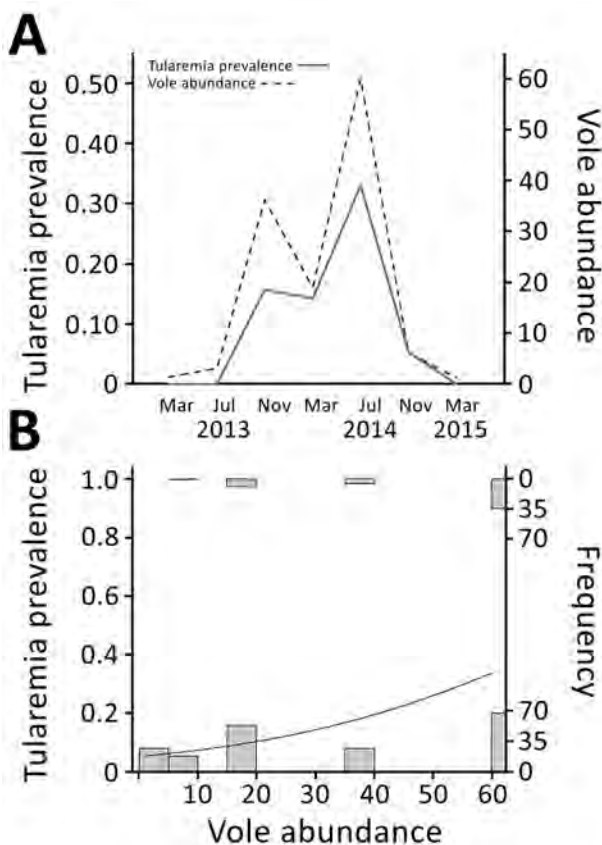 A
Tularemia prevalence
Vole abundance
Tularemia prevalence
0.50
0.40
0.30
0.20
0.10
0
60
50
40
30
20
10
0
Vole abundance
Mar Jul Nov Mar Jul Nov Mar
2013 2014 2015
B
Tularemia prevalence
1.0
0.8
0.6
0.4
0.2
0
0
35
70
70
35
0
Frequency
10 20 30 40 50 60
Vole abundance